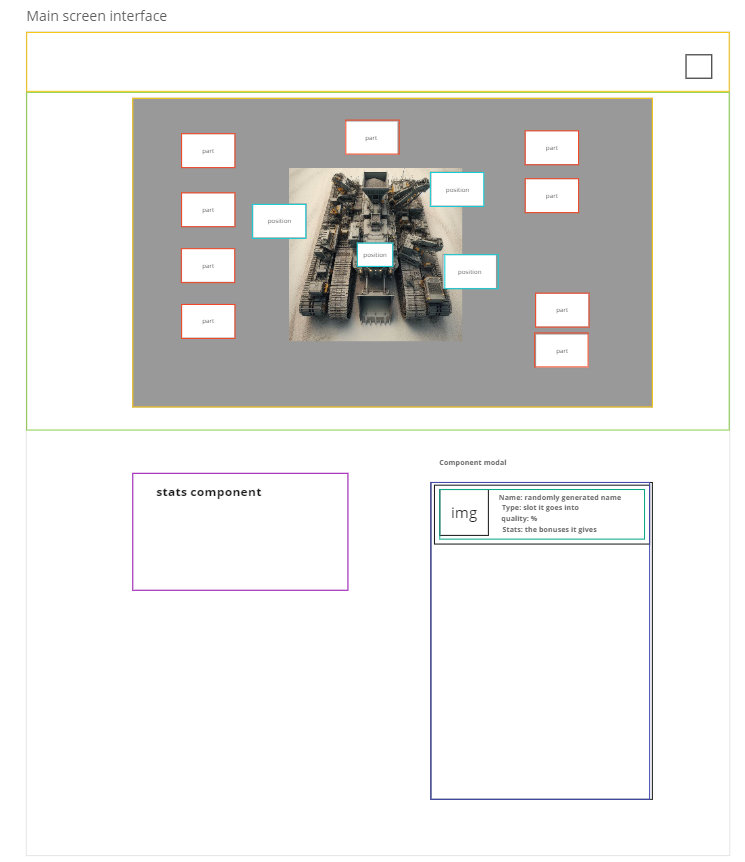 Main screen interface
part
part
part
part
position
part
part
position
position
part
position
part
part
part
stats component
Component modal
img
Name: randomly generated name
Type: slot it goes into
quality: %
Stats: the bonuses it gives